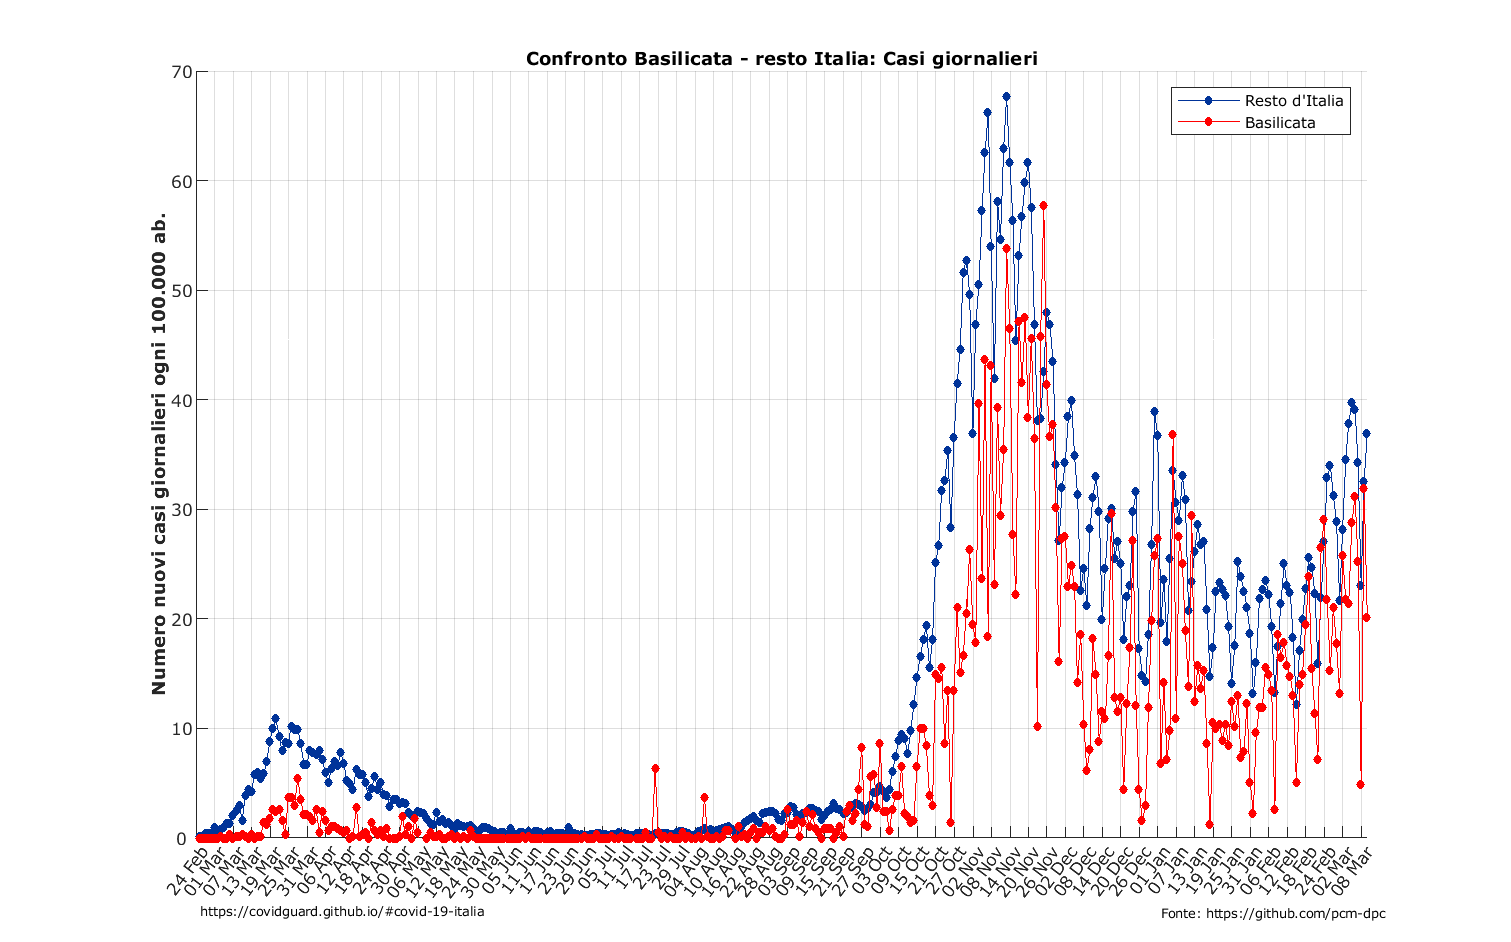 Confronto Basilicata - resto Italia: Casi giornalieri
Resto d'Italia
Basilicata
Numero nuovi casi giornalieri ogni 100.000 ab.
70
60
50
40
30
20
10
0
24 Feb
01 Mar
07 Mar
13 Mar
19 Mar
25 Mar
31 Mar
06 Apr
12 Apr
18 Apr
24 Apr
30 Apr
06 May
12 May
18 May
24 May
30 May
05 Jun
11 Jun
17 Jun
23 Jun
29 Jun
05 Jul
11 Jul
17 Jul
23 Jul
29 Jul
04 Aug
10 Aug
16 Aug
22 Aug
28 Aug
03 Sep
09 Sep
15 Sep
21 Sep
27 Sep
03 Oct
09 Oct
15 Oct
21 Oct
27 Oct
02 Nov
08 Nov
14 Nov
20 Nov
26 Nov
02 Dec
08 Dec
14 Dec
20 Dec
26 Dec
01 Jan
07 Jan
13 Jan
19 Jan
25 Jan
31 Jan
06 Feb
12 Feb
18 Feb
24 Feb
02 Mar
08 Mar
https://covidguard.github.io/#covid-19-italia
Fonte: https://github.com/pcm-dpc